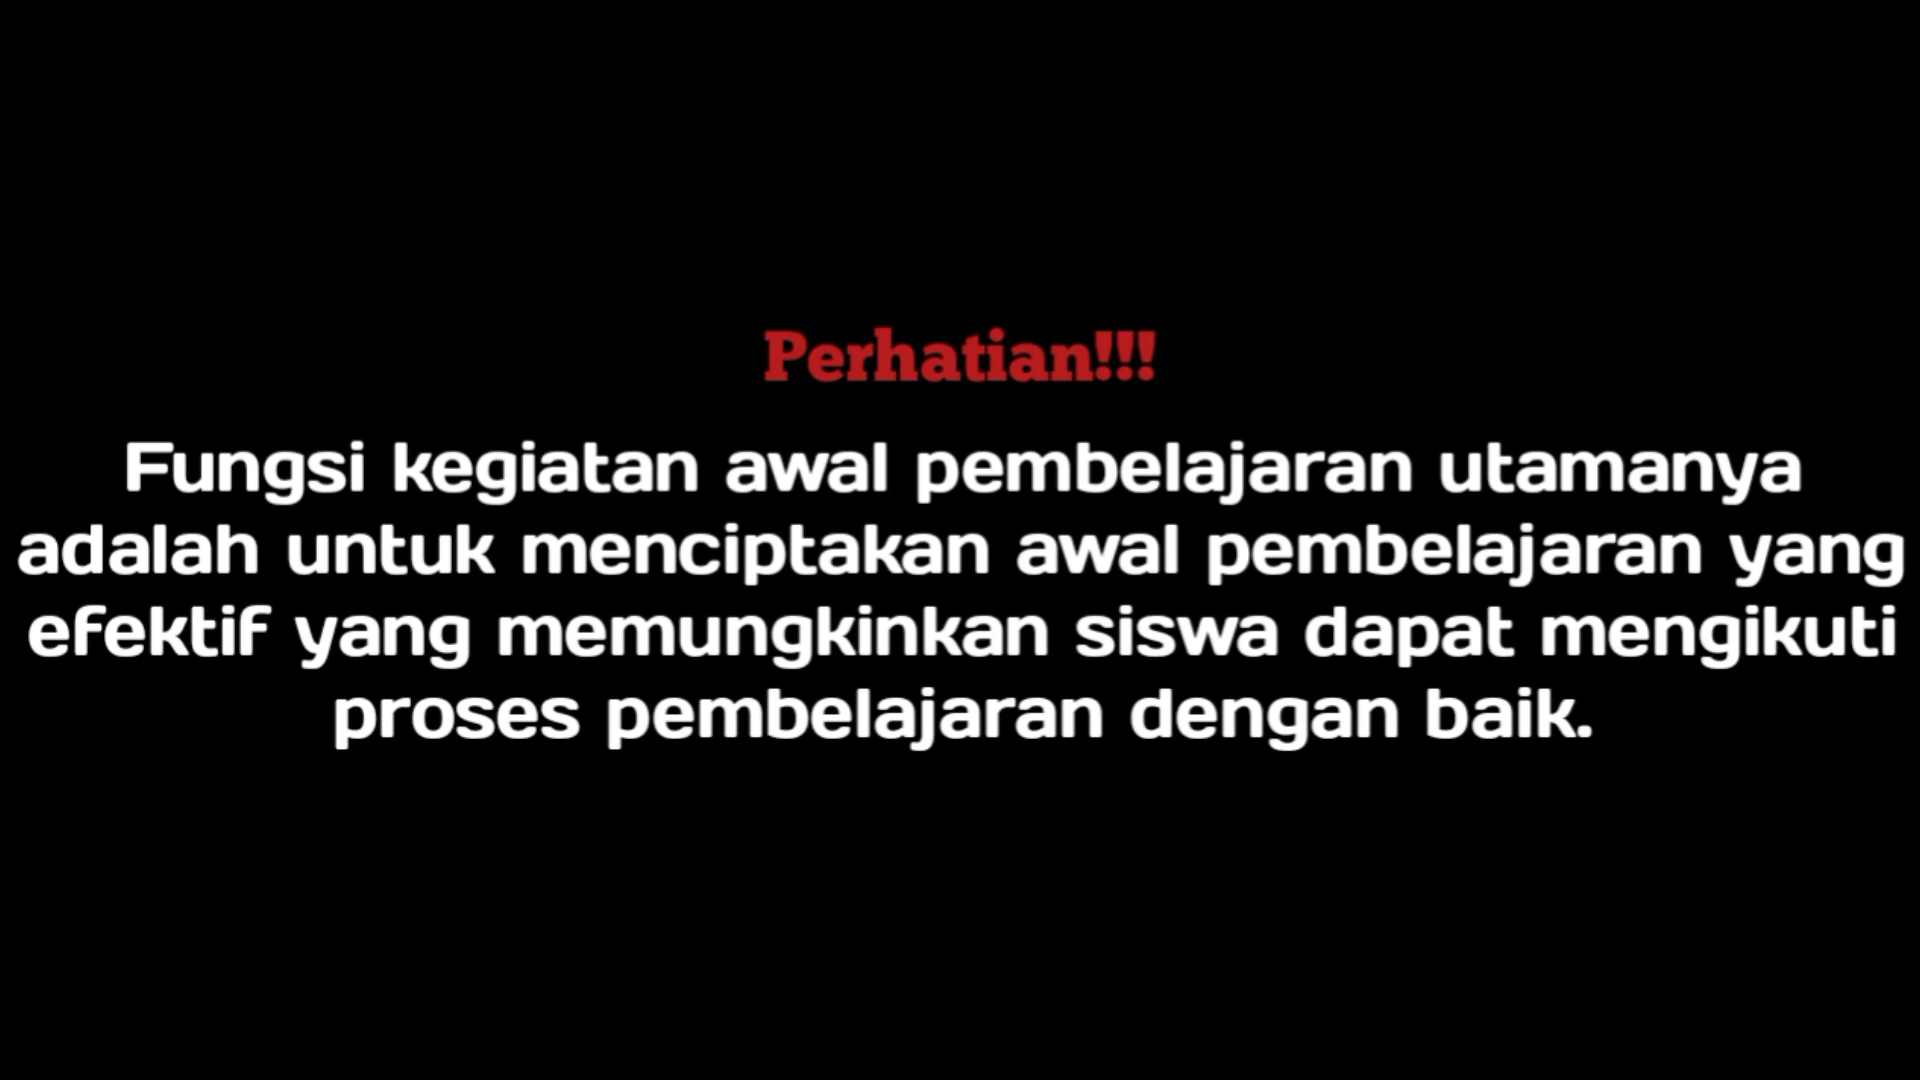 Perhatian!!!
Fungsi kegiatan awal pembelajaran utamanya
adalah untuk menciptakan awal pembelajaran yang
efektif yang memungkinkan siswa dapat mengikuti
proses pembelajaran dengan baik.